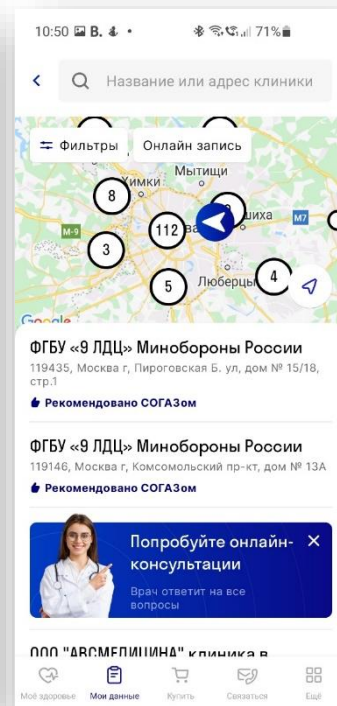 10:50 B. 71%
Название или адрес клиники
Фильтры Онлайн запись
Мытищи
Химки
8
M-9
112
M7
3
5
Люберцы
4
Google
ФГБУ «9 ЛДЦ» Минобороны России
119435, Москва г, Пироговская Б. ул, дом № 15/18,
стр.1
Рекомендовано СОГАЗом
ФГБУ «9 ЛДЦ» Минобороны России
119146, Москва г, Комсомольский пр-кт, дом № 13А
Рекомендовано СОГАЗом
Попробуйте онлайн-
консультации
Врач ответит на все
вопросы
ООО "АВСМЕДИЦИНА" клиника в
Моё здоровье Мои данные Купить Связаться Ещё